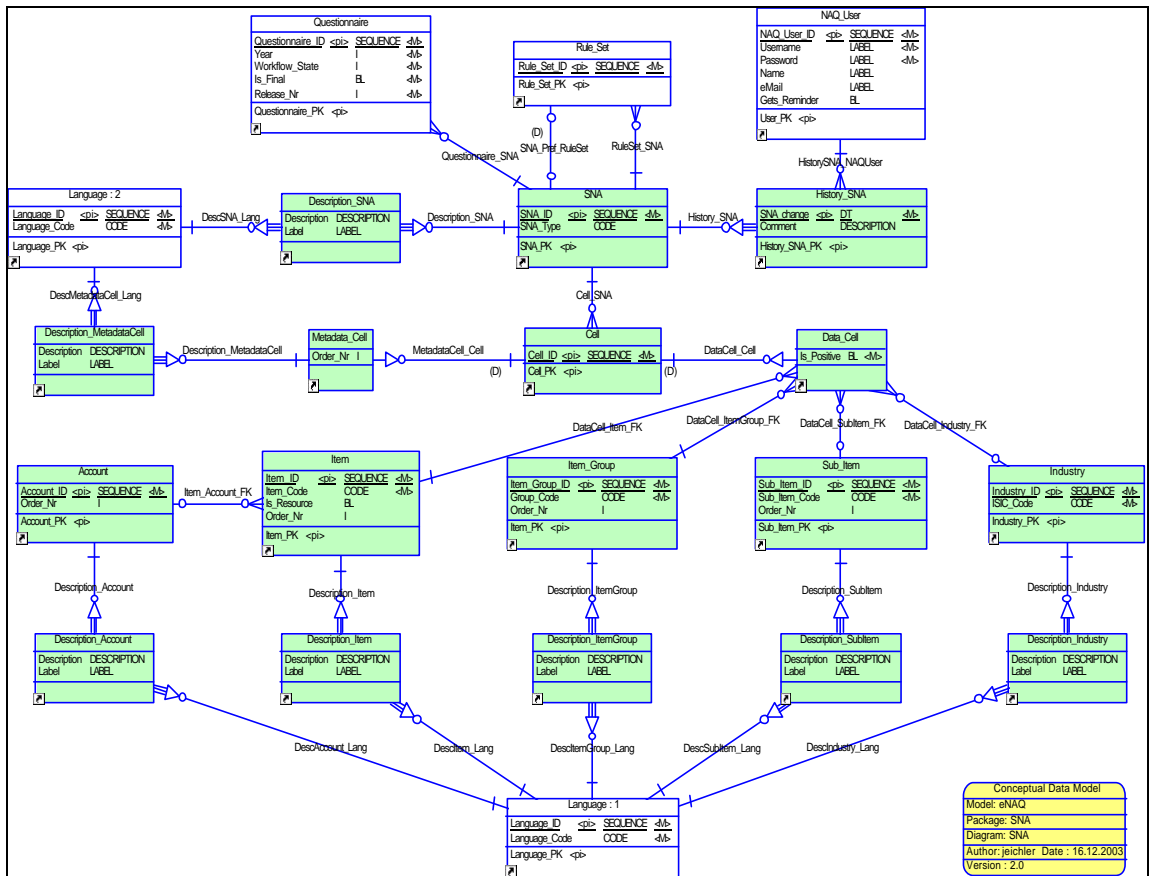 Questionnaire
Questionnaire_ID <pi> SEQUENCE <M>
Year I <M>
Workflow_State I <M>
Is_Final BL <M>
Release_Nr I <M>
Questionnaire_PK <pi>
Rule_Set
Rule_Set_ID <pi> SEQUENCE <M>
Rule_Set_PK <pi>
NAQ_User
NAQ_User_ID <pi> SEQUENCE <M>
Username LABEL <M>
Password LABEL <M>
Name LABEL
eMail LABEL
Gets_Reminder BL
User_PK <pi>
(D)
SNA_Pref_RuleSet
RuleSet_SNA
Questionnaire_SNA
HistorySNA_NAQUser
Language : 2
Language_ID <pi> SEQUENCE <M>
Language_Code CODE <M>
Language_PK <pi>
DescSNA_Lang
Description_SNA
Description DESCRIPTION
Label LABEL
Description_SNA
SNA
SNA_ID <pi> SEQUENCE <M>
SNA_Type CODE
SNA_PK <pi>
History_SNA
History_SNA
SNA_change <pi> DT <M>
Comment DESCRIPTION
History_SNA_PK <pi>
DescMetadataCell_Lang
Cell_SNA
Description_MetadataCell
Description DESCRIPTION
Label LABEL
Description_MetadataCell
Metadata_Cell
Order_Nr I
MetadataCell_Cell
(D)
Cell
Cell_ID <pi> SEQUENCE <M>
Cell_PK <pi>
DataCell_Cell
(D)
Data_Cell
Is_Positive BL <M>
DataCell_Item_FK
DataCell_ItemGroup_FK
DataCell_SubItem_FK
DataCell_Industry_FK
Account
Account_ID <pi> SEQUENCE <M>
Order_Nr I
Account_PK <pi>
Item_Account_FK
Item
Item_ID <pi> SEQUENCE <M>
Item_Code CODE <M>
Is_Resource BL
Order_Nr I
Item_PK <pi>
Item_Group
Item_Group_ID <pi> SEQUENCE <M>
Group_Code CODE <M>
Order_Nr I
Item_PK <pi>
Sub_Item
Sub_Item_ID <pi> SEQUENCE <M>
Sub_Item_Code CODE <M>
Order_Nr I
Sub_Item_PK <pi>
Industry
Industry_ID <pi> SEQUENCE <M>
ISIC_Code CODE <M>
Industry_PK <pi>
Description_Account
Description_Item
Description_ItemGroup
Description_SubItem
Description_Industry
Description_Account
Description DESCRIPTION
Label LABEL
Description_Item
Description DESCRIPTION
Label LABEL
Description_ItemGroup
Description DESCRIPTION
Label LABEL
Description_SubItem
Description DESCRIPTION
Label LABEL
Description_Industry
Description DESCRIPTION
Label LABEL
DescAccount_Lang
DescItem_Lang
DescItemGroup_Lang
DescSubItem_Lang
DescIndustry_Lang
Language : 1
Language_ID <pi> SEQUENCE <M>
Language_Code CODE <M>
Language_PK <pi>
Conceptual Data Model
Model: eNAQ
Package: SNA
Diagram: SNA
Author: jeichler Date : 16.12.2003
Version : 2.0